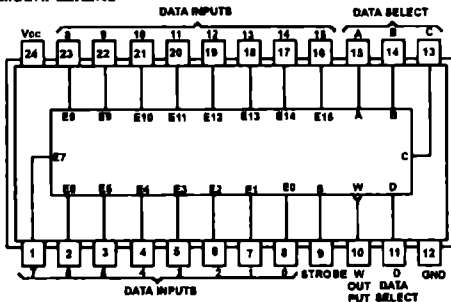 DATA INPUTS DATA SELECT
Vcc 8 9 10 11 12 13 14 15 A B C
24 23 22 21 20 19 18 17 16 15 14 13
E8 E9 E10 E11 E12 E13 E14 E15 A B
E7 C
E6 E5 E4 E3 E2 E1 E0 S W D
1 2 3 4 5 6 7 8 9 10 11 12
7 6 5 4 3 2 1 0 STROBE W D GND
OUT DATA
PUT SELECT
DATA INPUTS